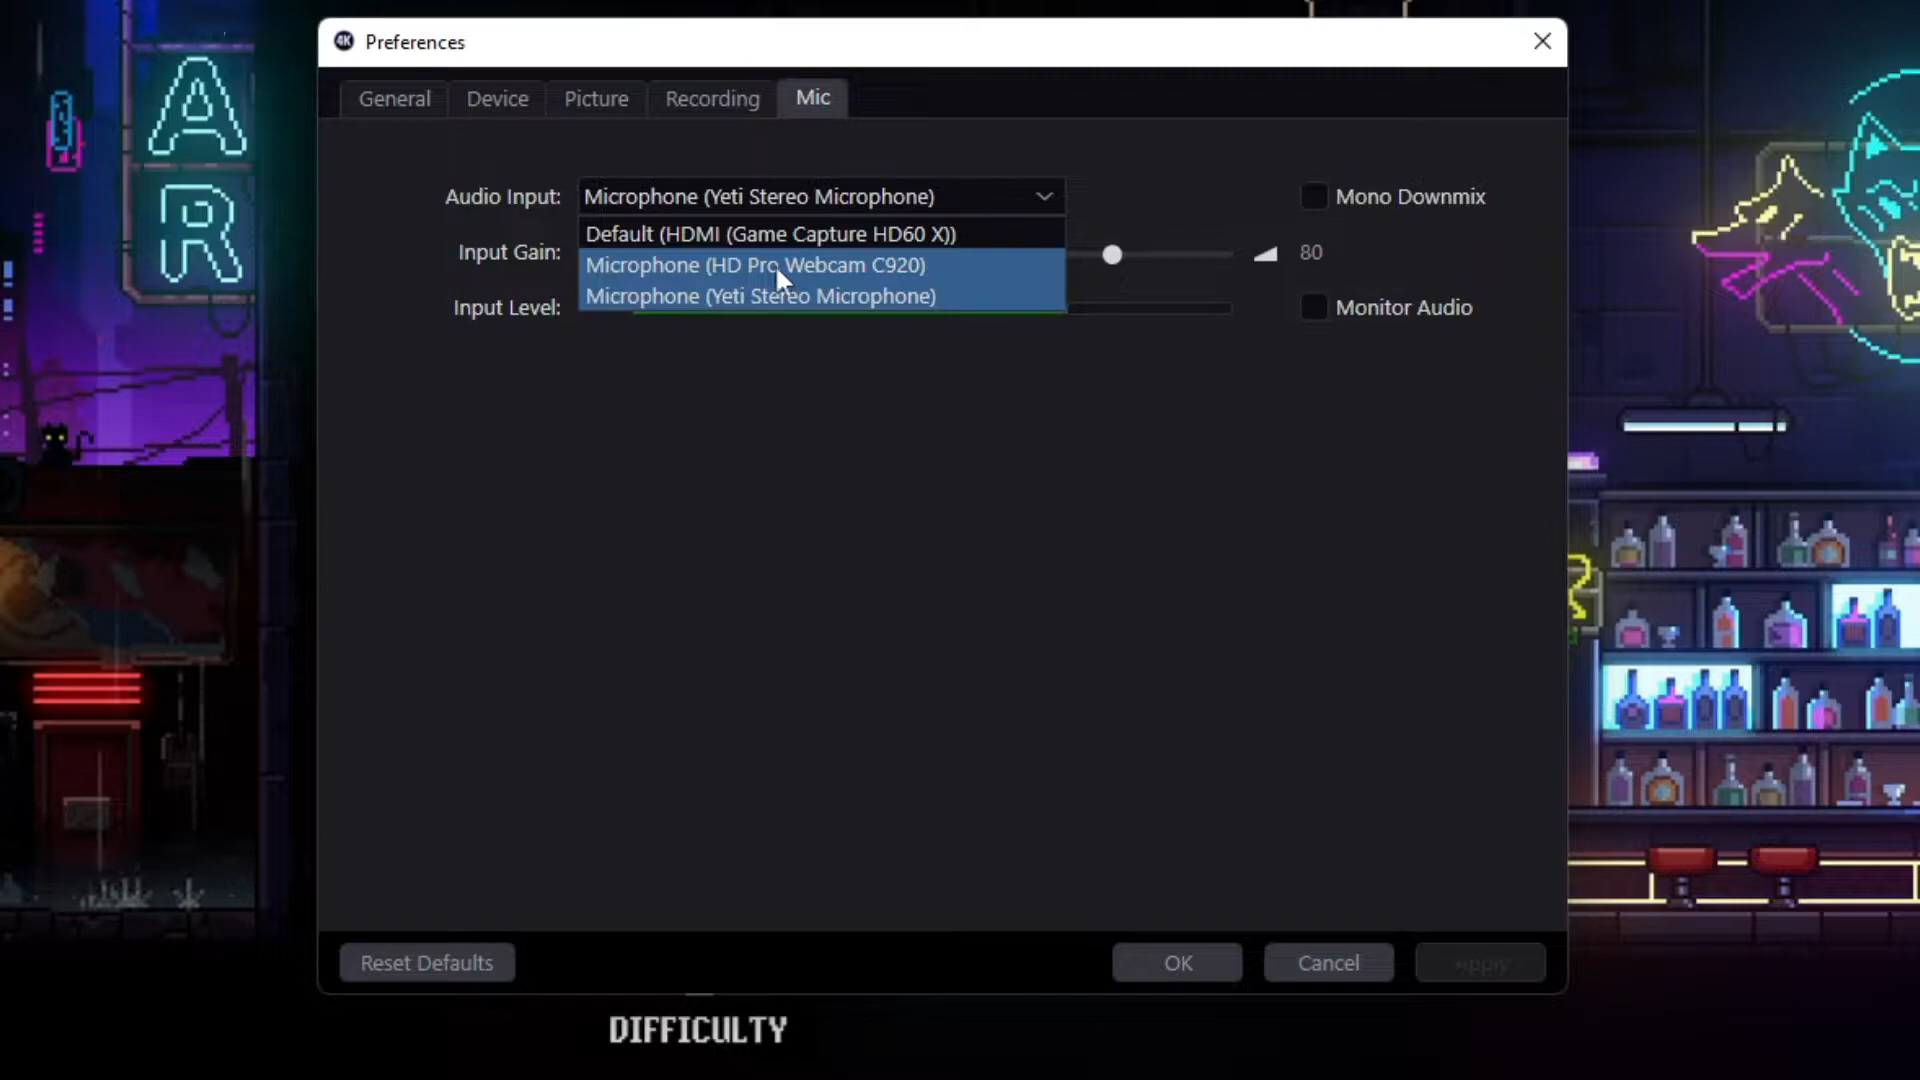 A
R
4K Preferences
General Device Picture Recording Mic
Audio Input: Microphone (Yeti Stereo Microphone) Mono Downmix
Default (HDMI (Game Capture HD60 X))
Input Gain: 80
Microphone (HD Pro Webcam C920)
Microphone (Yeti Stereo Microphone)
Input Level: Monitor Audio
Reset Defaults OK Cancel Apply
DIFFICULTY